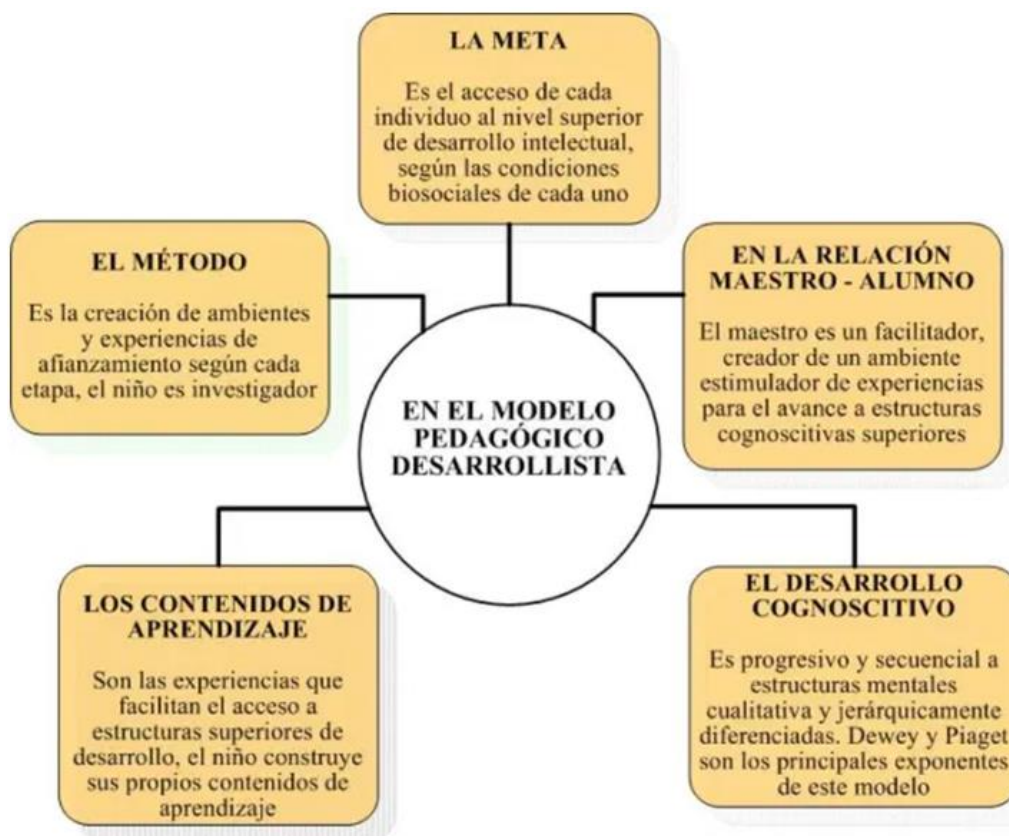 LA META
Es el acceso de cada
individuo al nivel superior
de desarrollo intelectual,
según las condiciones
biosociales de cada uno
EL MÉTODO
Es la creación de ambientes
y experiencias de
afianzamiento según cada
etapa, el niño es investigador
EN LA RELACIÓN
MAESTRO - ALUMNO
El maestro es un facilitador,
creador de un ambiente
estimulador de experiencias
para el avance a estructuras
cognoscitivas superiores
EN EL MODELO
PEDAGÓGICO
DESARROLLISTA
LOS CONTENIDOS DE
APRENDIZAJE
Son las experiencias que
facilitan el acceso a
estructuras superiores de
desarrollo, el niño construye
sus propios contenidos de
aprendizaje
EL DESARROLLO
COGNOSCITIVO
Es progresivo y secuencial a
estructuras mentales
cualitativa y jerárquicamente
diferenciadas. Dewey y Piaget
son los principales exponentes
de este modelo